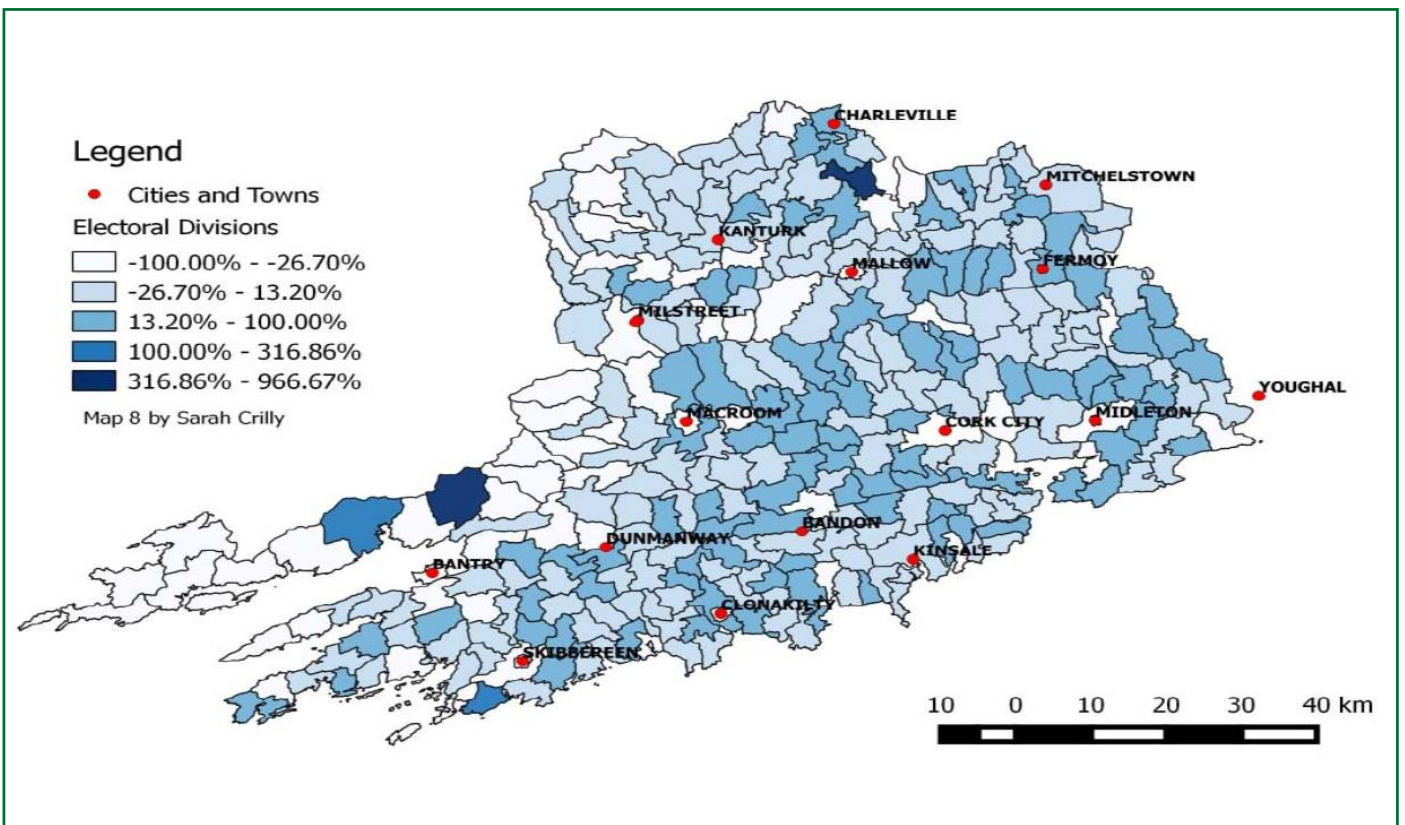 Legend
Cities and Towns
Electoral Divisions
-100.00% - -26.70%
-26.70% - 13.20%
13.20% - 100.00%
100.00% - 316.86%
316.86% - 966.67%
Map 8 by Sarah Crilly
CHARLEVILLE
MITCHELSTOWN
KANTURK
MALLOW
FERMOY
MILSTREET
YOUGHAL
MACROOM
MIDLETON
CORK CITY
BANDON
DUNMANWAY
KINSALE
BANTRY
CLONAKILTY
SKIBBEREEN
10 0 10 20 30 40 km